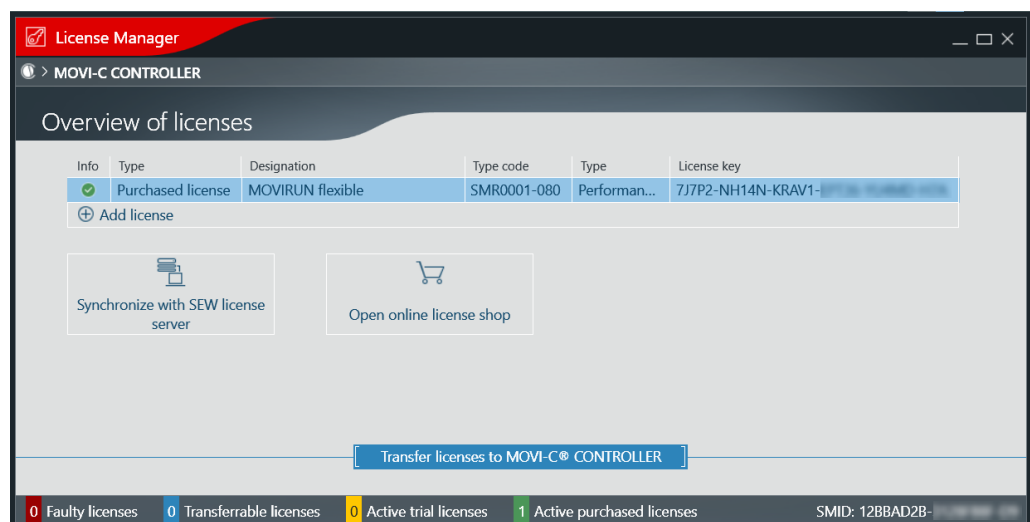 License Manager
> MOVI-C CONTROLLER
Overview of licenses
Info Type Designation Type code Type License key
Purchased license MOVIRUN flexible SMR0001-080 Performan... 7J7P2-NH14N-KRAV1-
Add license
Synchronize with SEW license
server
Open online license shop
Transfer licenses to MOVI-C® CONTROLLER
0 Faulty licenses 0 Transferrable licenses 0 Active trial licenses 1 Active purchased licenses SMID: 12BBAD2B-